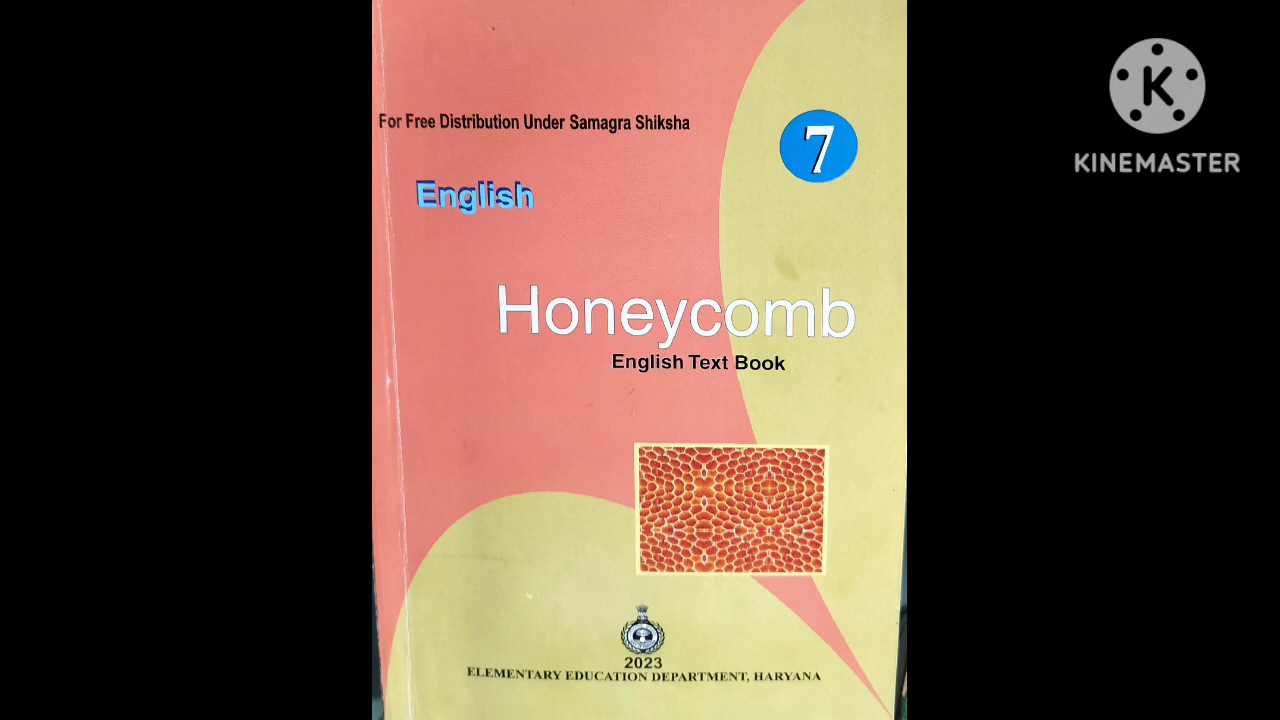 For Free Distribution Under Samagra Shiksha
7
English
Honeycomb
English Text Book
2023
ELEMENTARY EDUCATION DEPARTMENT, HARYANA
K
KINEMASTER